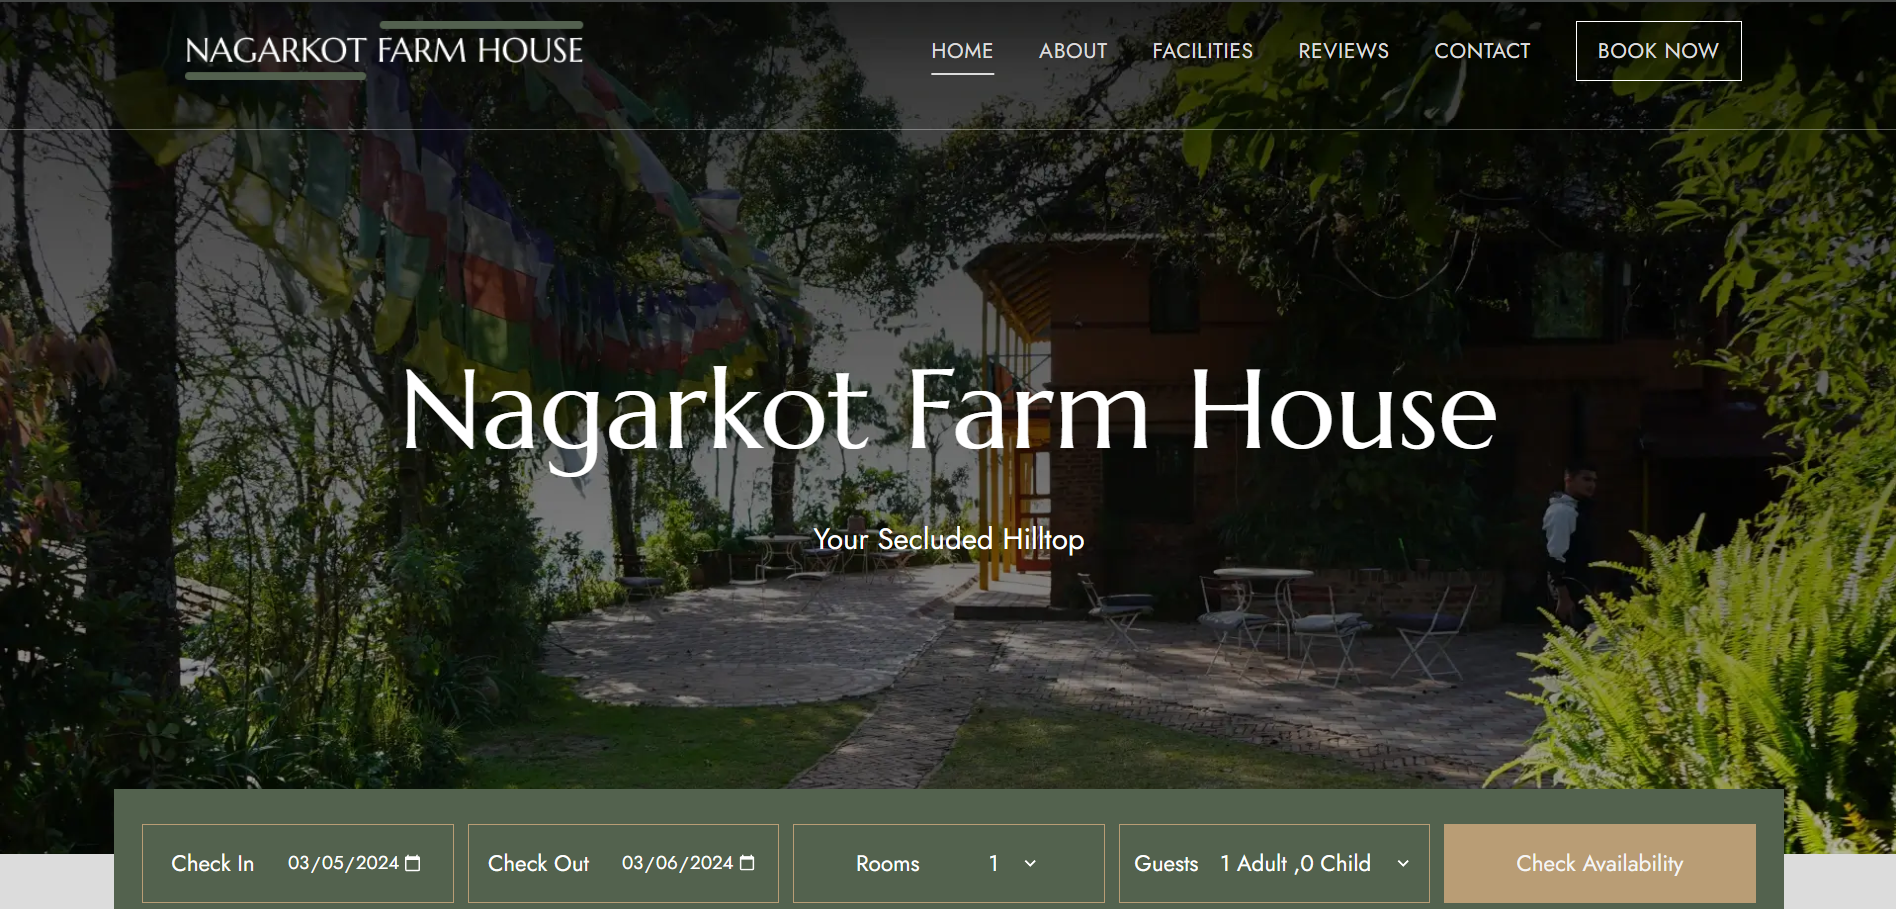 NAGARKOT FARM HOUSE
HOME ABOUT FACILITIES REVIEWS CONTACT BOOK NOW
Nagarkot Farm House
Your Secluded Hilltop
Check In 03/05/2024 Check Out 03/06/2024 Rooms 1 Guests 1 Adult ,0 Child Check Availability